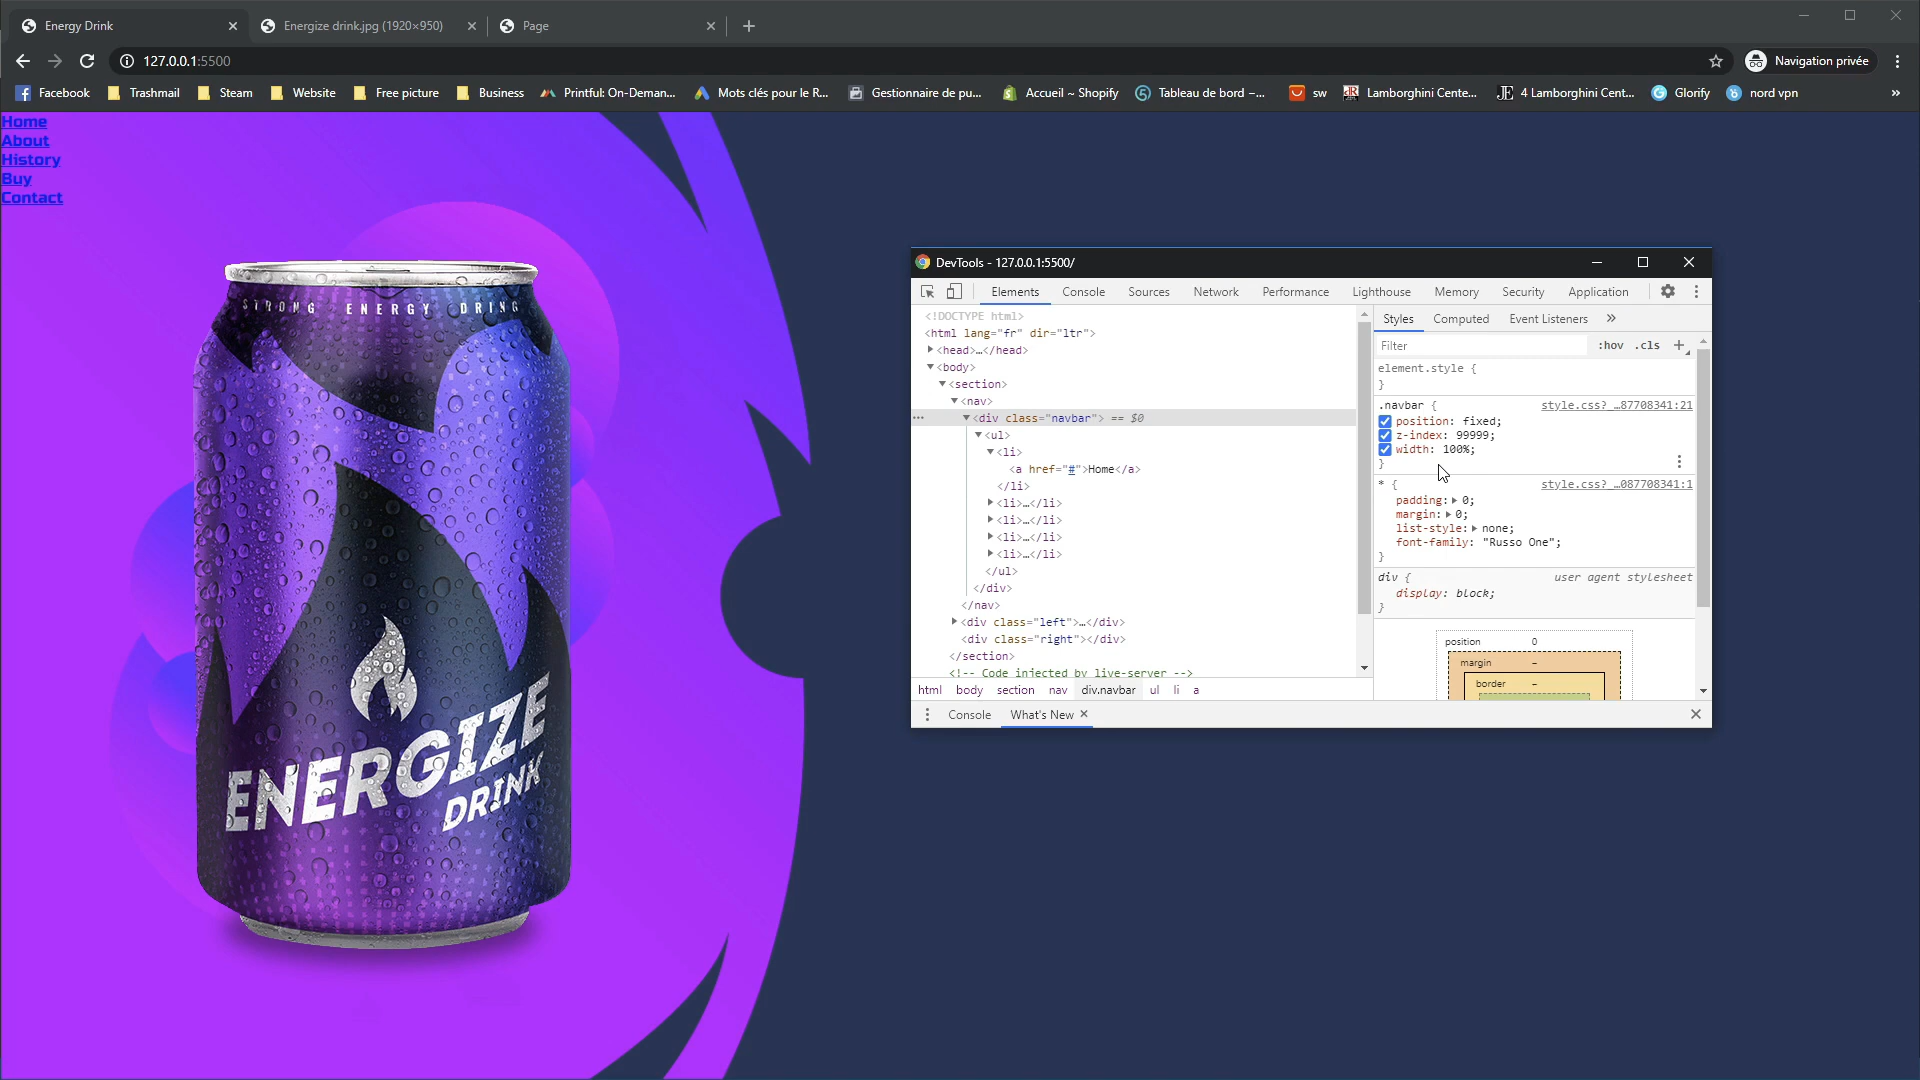 Energy Drink
Energize drink.jpg (1920×950)
Page
127.0.0.1:5500
Navigation privée
Facebook
Trashmail
Steam
Website
Free picture
Business
Printful: On-Deman...
Mots clés pour le R...
Gestionnaire de pu...
Accueil ~ Shopify
Tableau de bord –...
sw
Lamborghini Cente...
4 Lamborghini Cent...
Glorify
nord vpn
»
Home
About
History
Buy
Contact
STRONG ENERGY DRING
ENERGIZE
DRINK
DevTools - 127.0.0.1:5500/
Elements
Console
Sources
Network
Performance
Lighthouse
Memory
Security
Application
<!DOCTYPE html>
<html lang="fr" dir="ltr">
<head>…</head>
<body>
<section>
<nav>
<div class="navbar"> == $0
<ul>
<li>
<a href="#">Home</a>
</li>
<li>…</li>
<li>…</li>
<li>…</li>
<li>…</li>
</ul>
</div>
</nav>
<div class="left">…</div>
<div class="right"></div>
</section>
<!-- Code injected by live-server -->
html body section nav div.navbar ul li a
Styles
Computed
Event Listeners
»
Filter
:hov .cls +
element.style {
}
.navbar { style.css?_…87708341:21
position: fixed;
z-index: 99999;
width: 100%;
}
* { style.css?_…087708341:1
padding: 0;
margin: 0;
list-style: none;
font-family: "Russo One";
}
div { user agent stylesheet
display: block;
}
position 0
margin –
border –
Console
What's New